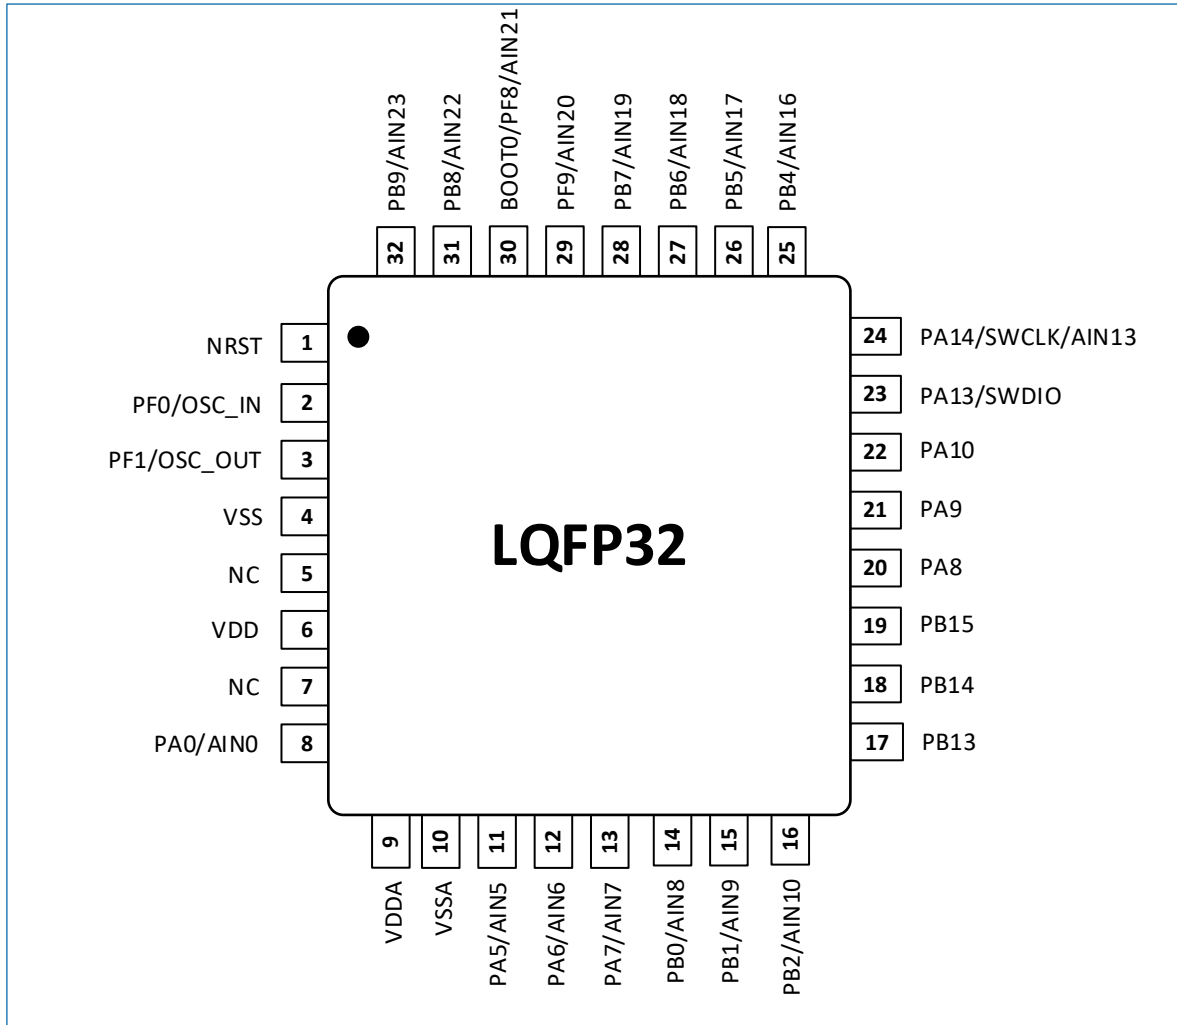 PB9/AIN23
PB8/AIN22
BOOT0/PF8/AIN21
PF9/AIN20
PB7/AIN19
PB6/AIN18
PB5/AIN17
PB4/AIN16
32
31
30
29
28
27
26
25
NRST 1
PF0/OSC_IN 2
PF1/OSC_OUT 3
VSS 4
NC 5
VDD 6
NC 7
PA0/AIN0 8
LQFP32
24 PA14/SWCLK/AIN13
23 PA13/SWDIO
22 PA10
21 PA9
20 PA8
19 PB15
18 PB14
17 PB13
9
10
11
12
13
14
15
16
VDDA
VSSA
PA5/AIN5
PA6/AIN6
PA7/AIN7
PB0/AIN8
PB1/AIN9
PB2/AIN10